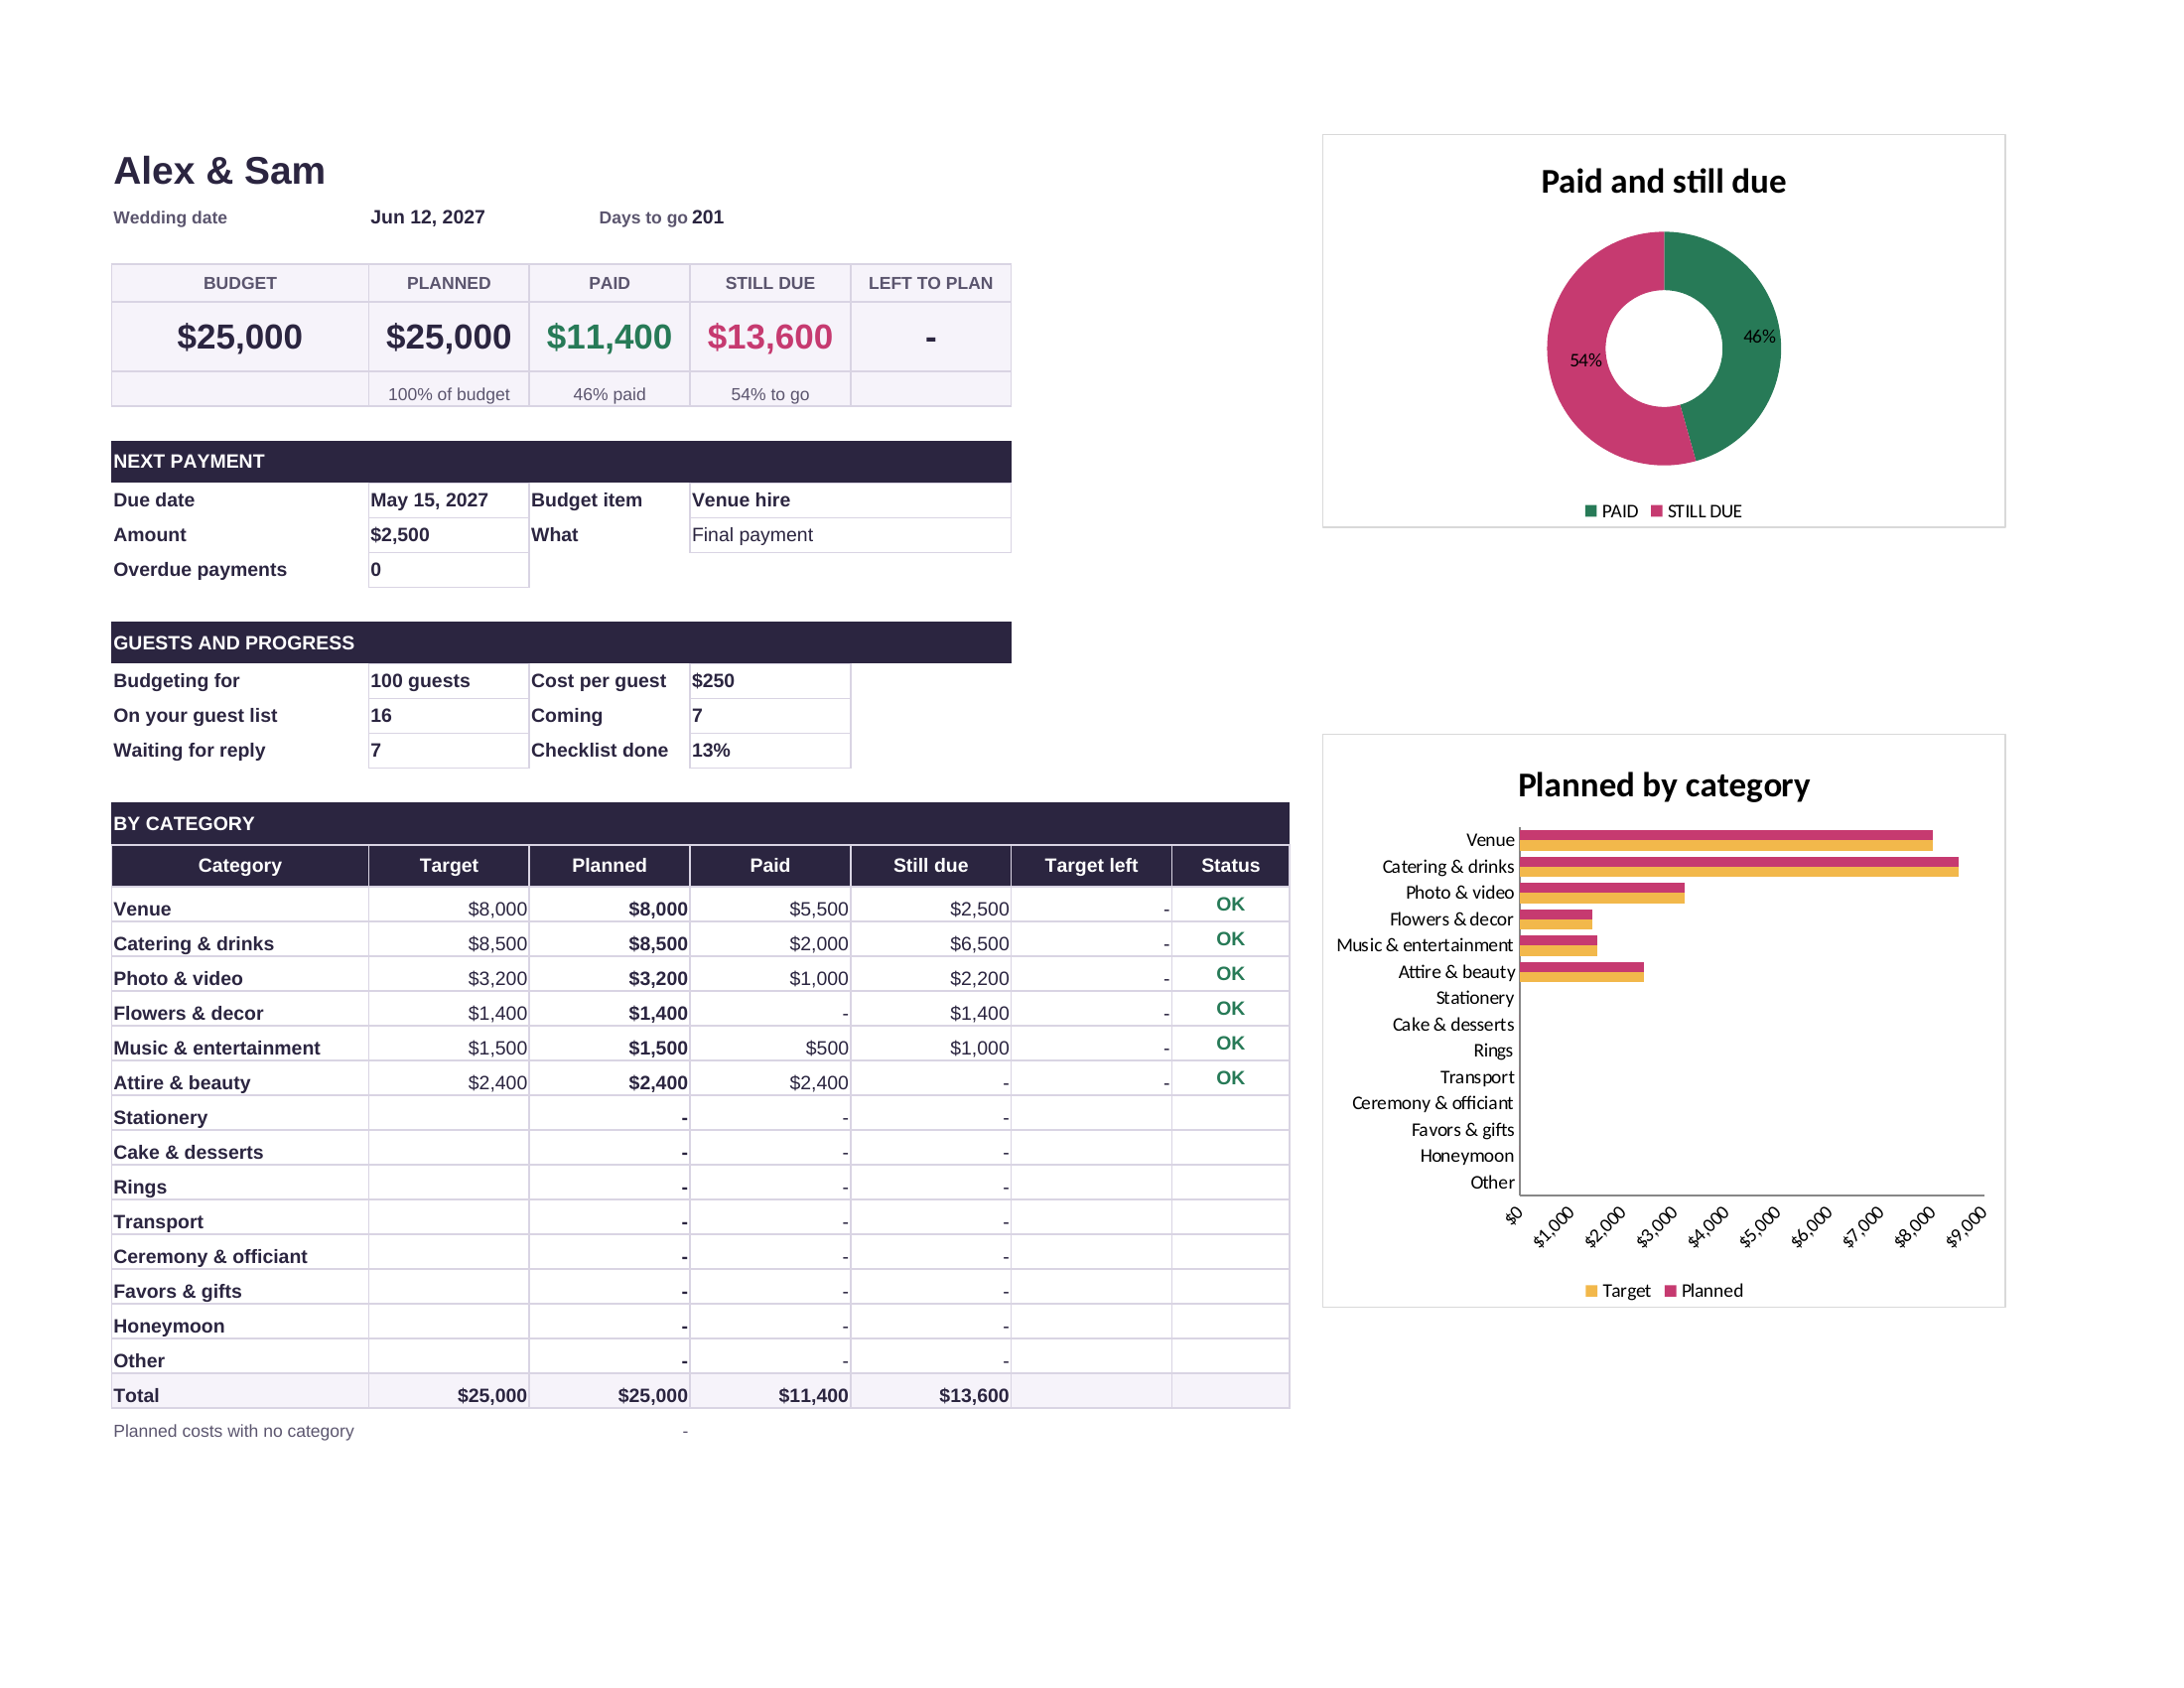 Alex & Sam
Wedding date Jun 12, 2027 Days to go 201
BUDGET PLANNED PAID STILL DUE LEFT TO PLAN
$25,000 $25,000 $11,400 $13,600 -
100% of budget 46% paid 54% to go
NEXT PAYMENT
Due date May 15, 2027 Budget item Venue hire
Amount $2,500 What Final payment
Overdue payments 0
GUESTS AND PROGRESS
Budgeting for 100 guests Cost per guest $250
On your guest list 16 Coming 7
Waiting for reply 7 Checklist done 13%
BY CATEGORY
Category Target Planned Paid Still due Target left Status
Venue $8,000 $8,000 $5,500 $2,500 - OK
Catering & drinks $8,500 $8,500 $2,000 $6,500 - OK
Photo & video $3,200 $3,200 $1,000 $2,200 - OK
Flowers & decor $1,400 $1,400 - $1,400 - OK
Music & entertainment $1,500 $1,500 $500 $1,000 - OK
Attire & beauty $2,400 $2,400 $2,400 - - OK
Stationery - - -
Cake & desserts - - -
Rings - - -
Transport - - -
Ceremony & officiant - - -
Favors & gifts - - -
Honeymoon - - -
Other - - -
Total $25,000 $25,000 $11,400 $13,600
Planned costs with no category -
Paid and still due
46%
54%
PAID STILL DUE
Planned by category
Venue
Catering & drinks
Photo & video
Flowers & decor
Music & entertainment
Attire & beauty
Stationery
Cake & desserts
Rings
Transport
Ceremony & officiant
Favors & gifts
Honeymoon
Other
$0 $1,000 $2,000 $3,000 $4,000 $5,000 $6,000 $7,000 $8,000 $9,000
Target Planned